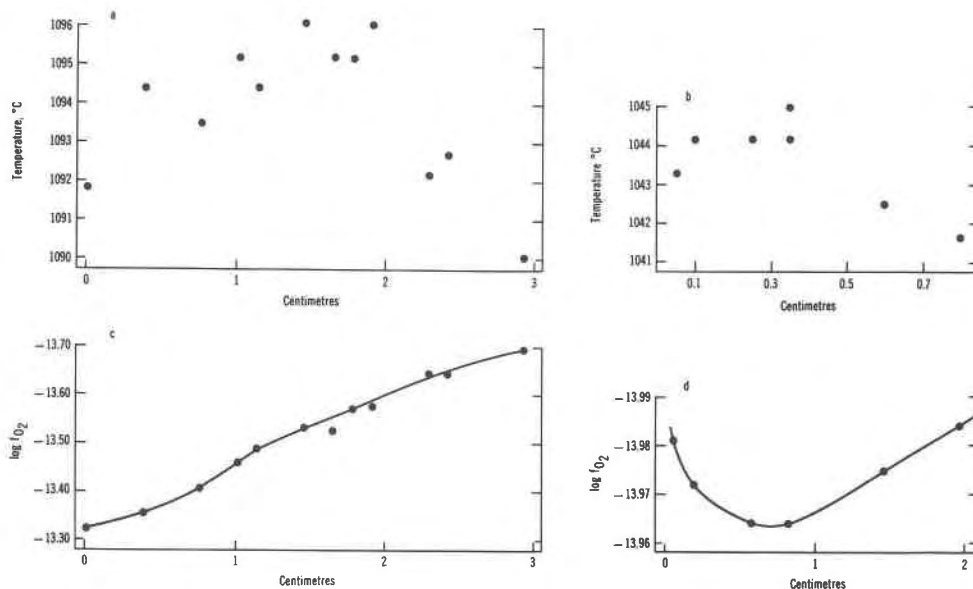 a
1096
1095
1094
1093
1092
1091
1090
Temperature, °C
0 1 2 3
Centimetres
b
1045
1044
1043
1042
1041
Temperature °C
0.1 0.3 0.5 0.7
Centimetres
c
−13.70
−13.60
−13.50
−13.40
−13.30
log fO2
0 1 2 3
Centimetres
d
−13.99
−13.98
−13.97
−13.96
log fO2
0 1 2
Centimetres